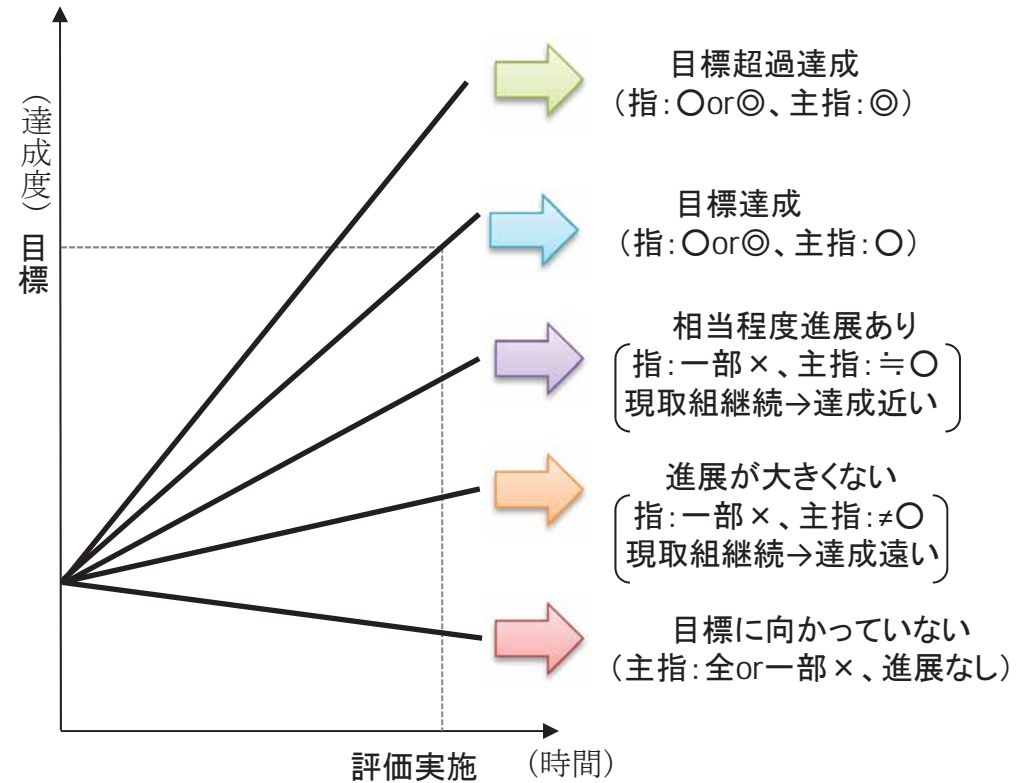 (達成度)
目標
目標超過達成
(指:〇or◎、主指:◎)
目標達成
(指:〇or◎、主指:〇)
相当程度進展あり
指:一部×、主指:≒〇
現取組継続→達成近い
進展が大きくない
指:一部×、主指:≠〇
現取組継続→達成遠い
目標に向かっていない
(主指:全or一部×、進展なし)
評価実施
(時間)